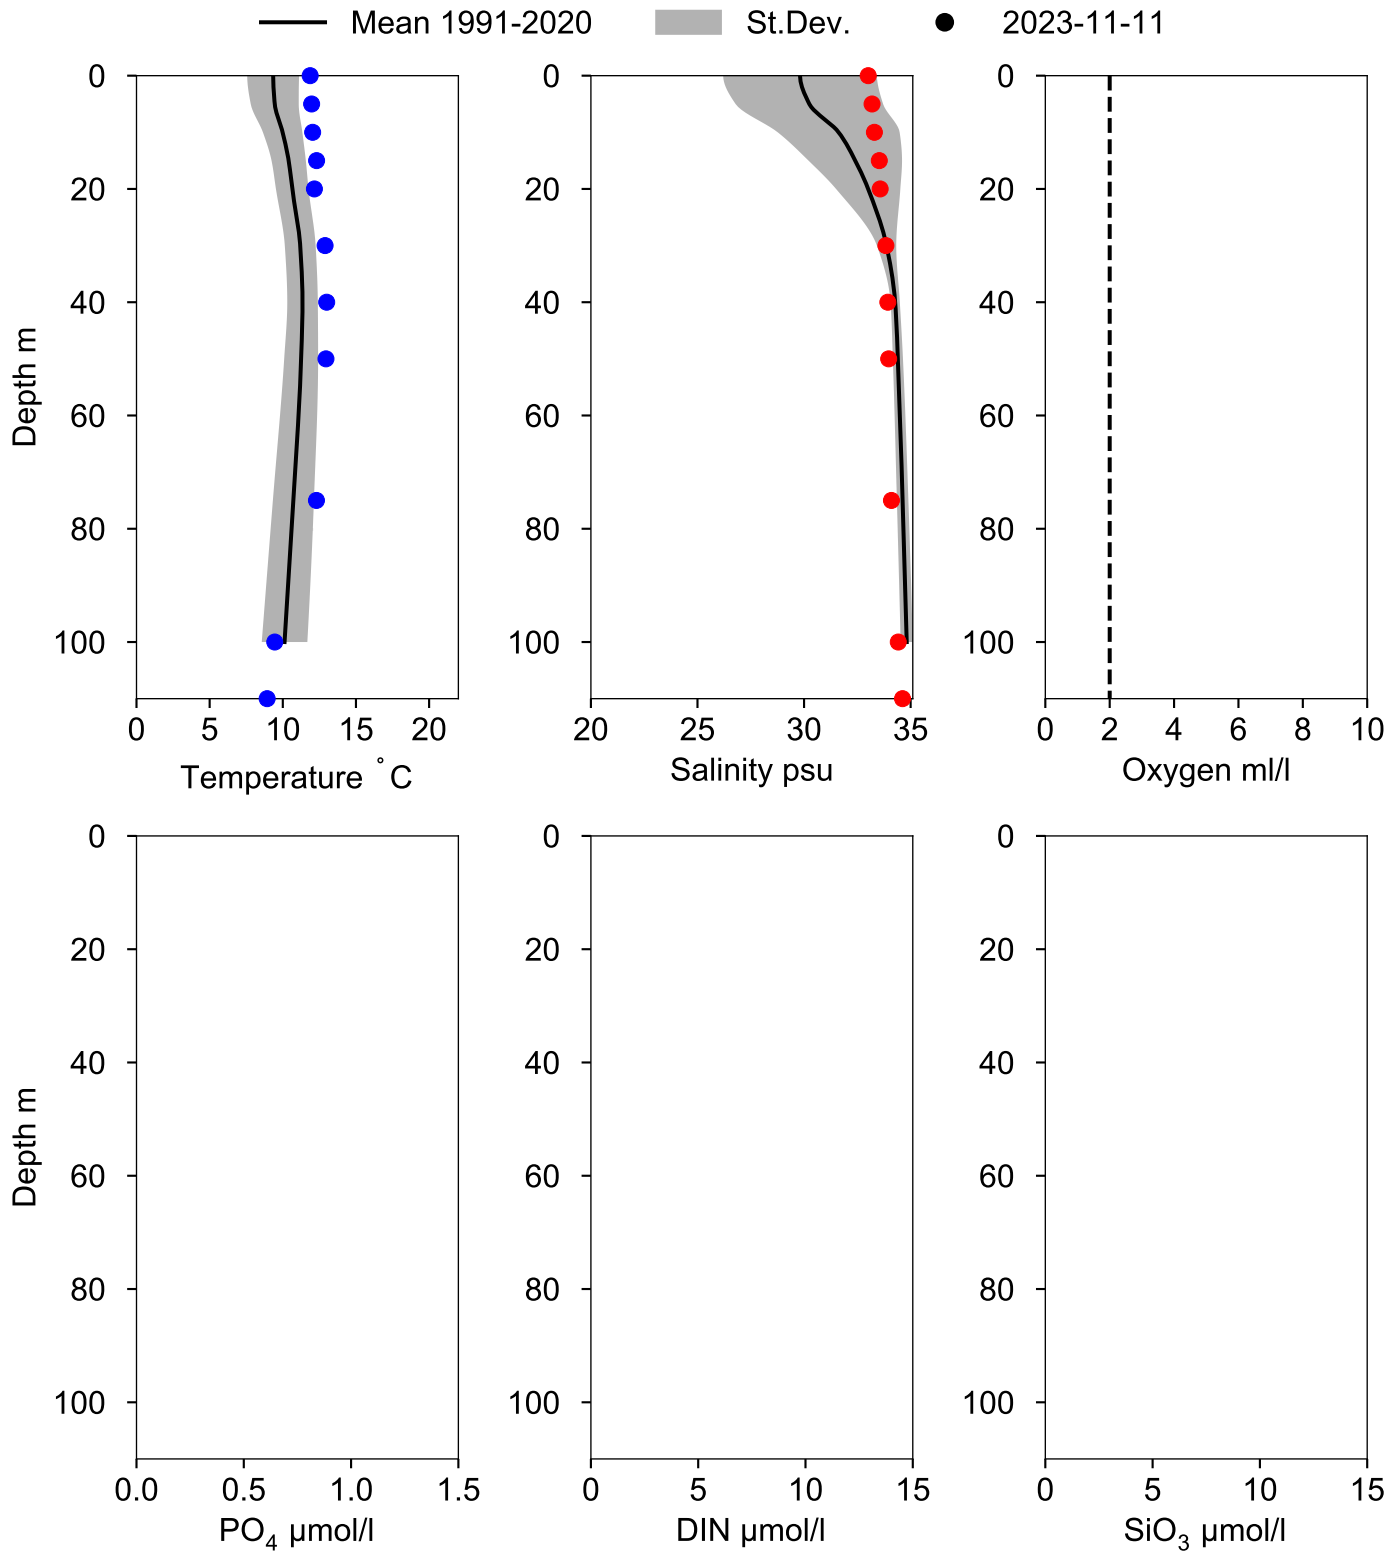 Mean 1991-2020 St.Dev. 2023-11-11
0 0 0
20 20 20
40 40 40
60 60 60
80 80 80
100 100 100
Depth m
0 5 10 15 20 20 25 30 35 0 2 4 6 8 10
Temperature °C Salinity psu Oxygen ml/l
0 0 0
20 20 20
40 40 40
60 60 60
80 80 80
100 100 100
Depth m
0.0 0.5 1.0 1.5 0 5 10 15 0 5 10 15
PO₄ µmol/l DIN µmol/l SiO₃ µmol/l